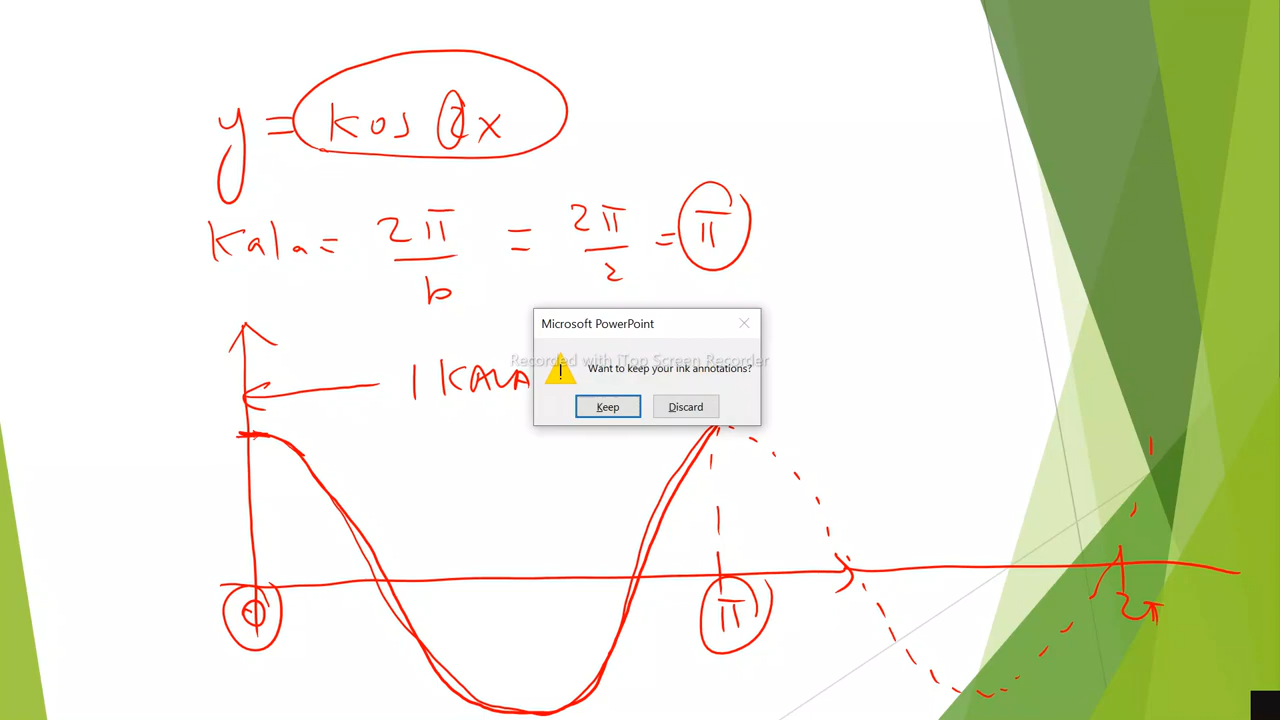 y = kos 2x
kala = 2π/b = 2π/2 = π
1 KALA
Microsoft PowerPoint
Recorded with iTop Screen Recorder
Want to keep your ink annotations?
Keep Discard
0 π 2π